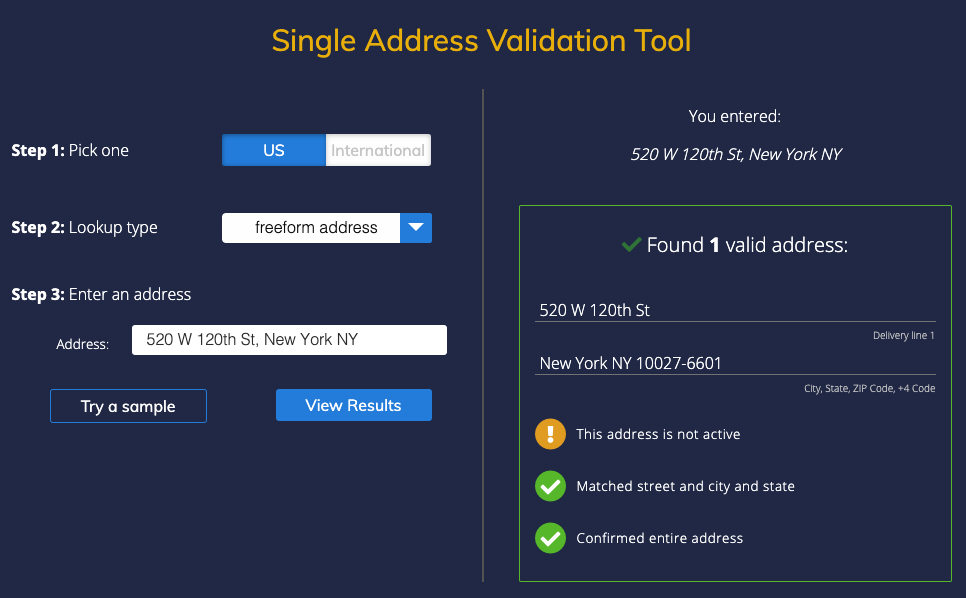 Single Address Validation Tool
Step 1: Pick one
US
International
Step 2: Lookup type
freeform address
Step 3: Enter an address
Address:
520 W 120th St, New York NY
Try a sample
View Results
You entered:
520 W 120th St, New York NY
Found 1 valid address:
520 W 120th St
Delivery line 1
New York NY 10027-6601
City, State, ZIP Code, +4 Code
This address is not active
Matched street and city and state
Confirmed entire address